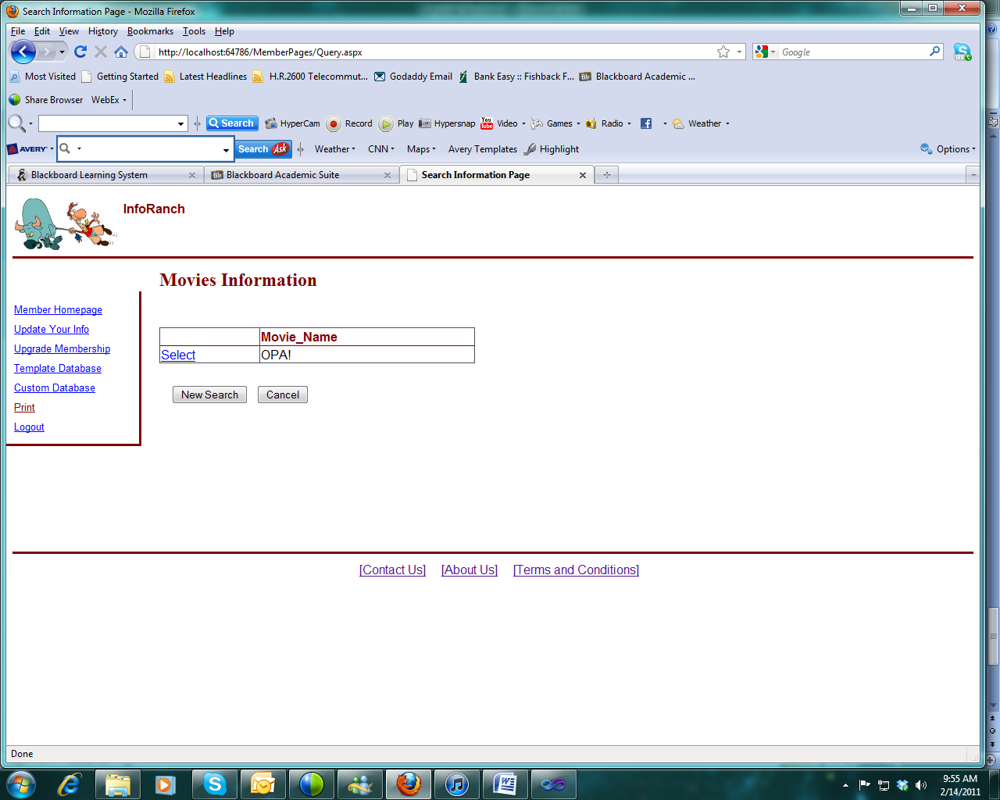 Search Information Page - Mozilla Firefox
File Edit View History Bookmarks Tools Help
http://localhost:64786/MemberPages/Query.aspx Google
Most Visited Getting Started Latest Headlines H.R.2600 Telecommut... Godaddy Email Bank Easy :: Fishback F... Bb Blackboard Academic ...
Share Browser WebEx
Search HyperCam Record Play Hypersnap You Tube Video Games Radio Weather
AVERY Search Ask Weather CNN Maps Avery Templates Highlight Options
Blackboard Learning System Bb Blackboard Academic Suite Search Information Page
InfoRanch
Movies Information
Member Homepage
Update Your Info
Upgrade Membership
Template Database
Custom Database
Print
Logout
Movie_Name
Select OPA!
New Search Cancel
[Contact Us] [About Us] [Terms and Conditions]
Done
9:55 AM
2/14/2011